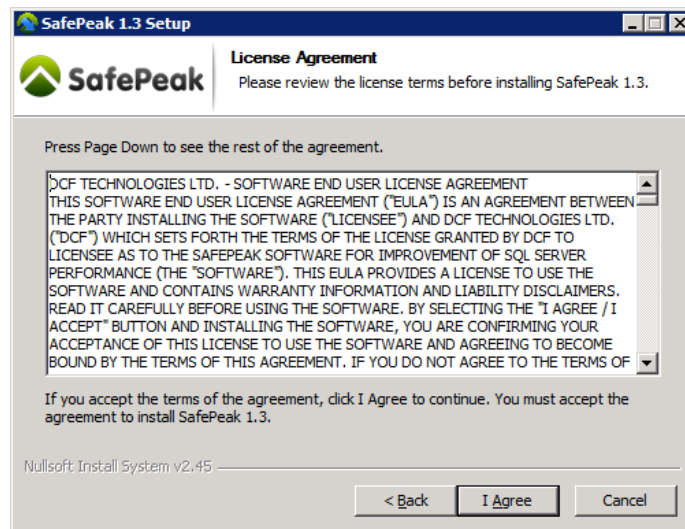 SafePeak 1.3 Setup
SafePeak
License Agreement
Please review the license terms before installing SafePeak 1.3.
Press Page Down to see the rest of the agreement.
DCF TECHNOLOGIES LTD. - SOFTWARE END USER LICENSE AGREEMENT
THIS SOFTWARE END USER LICENSE AGREEMENT ("EULA") IS AN AGREEMENT BETWEEN
THE PARTY INSTALLING THE SOFTWARE ("LICENSEE") AND DCF TECHNOLOGIES LTD.
("DCF") WHICH SETS FORTH THE TERMS OF THE LICENSE GRANTED BY DCF TO
LICENSEE AS TO THE SAFEPEAK SOFTWARE FOR IMPROVEMENT OF SQL SERVER
PERFORMANCE (THE "SOFTWARE"). THIS EULA PROVIDES A LICENSE TO USE THE
SOFTWARE AND CONTAINS WARRANTY INFORMATION AND LIABILITY DISCLAIMERS.
READ IT CAREFULLY BEFORE USING THE SOFTWARE. BY SELECTING THE "I AGREE / I
ACCEPT" BUTTON AND INSTALLING THE SOFTWARE, YOU ARE CONFIRMING YOUR
ACCEPTANCE OF THIS LICENSE TO USE THE SOFTWARE AND AGREEING TO BECOME
BOUND BY THE TERMS OF THIS AGREEMENT. IF YOU DO NOT AGREE TO THE TERMS OF
If you accept the terms of the agreement, click I Agree to continue. You must accept the
agreement to install SafePeak 1.3.
Nullsoft Install System v2.45
< Back
I Agree
Cancel